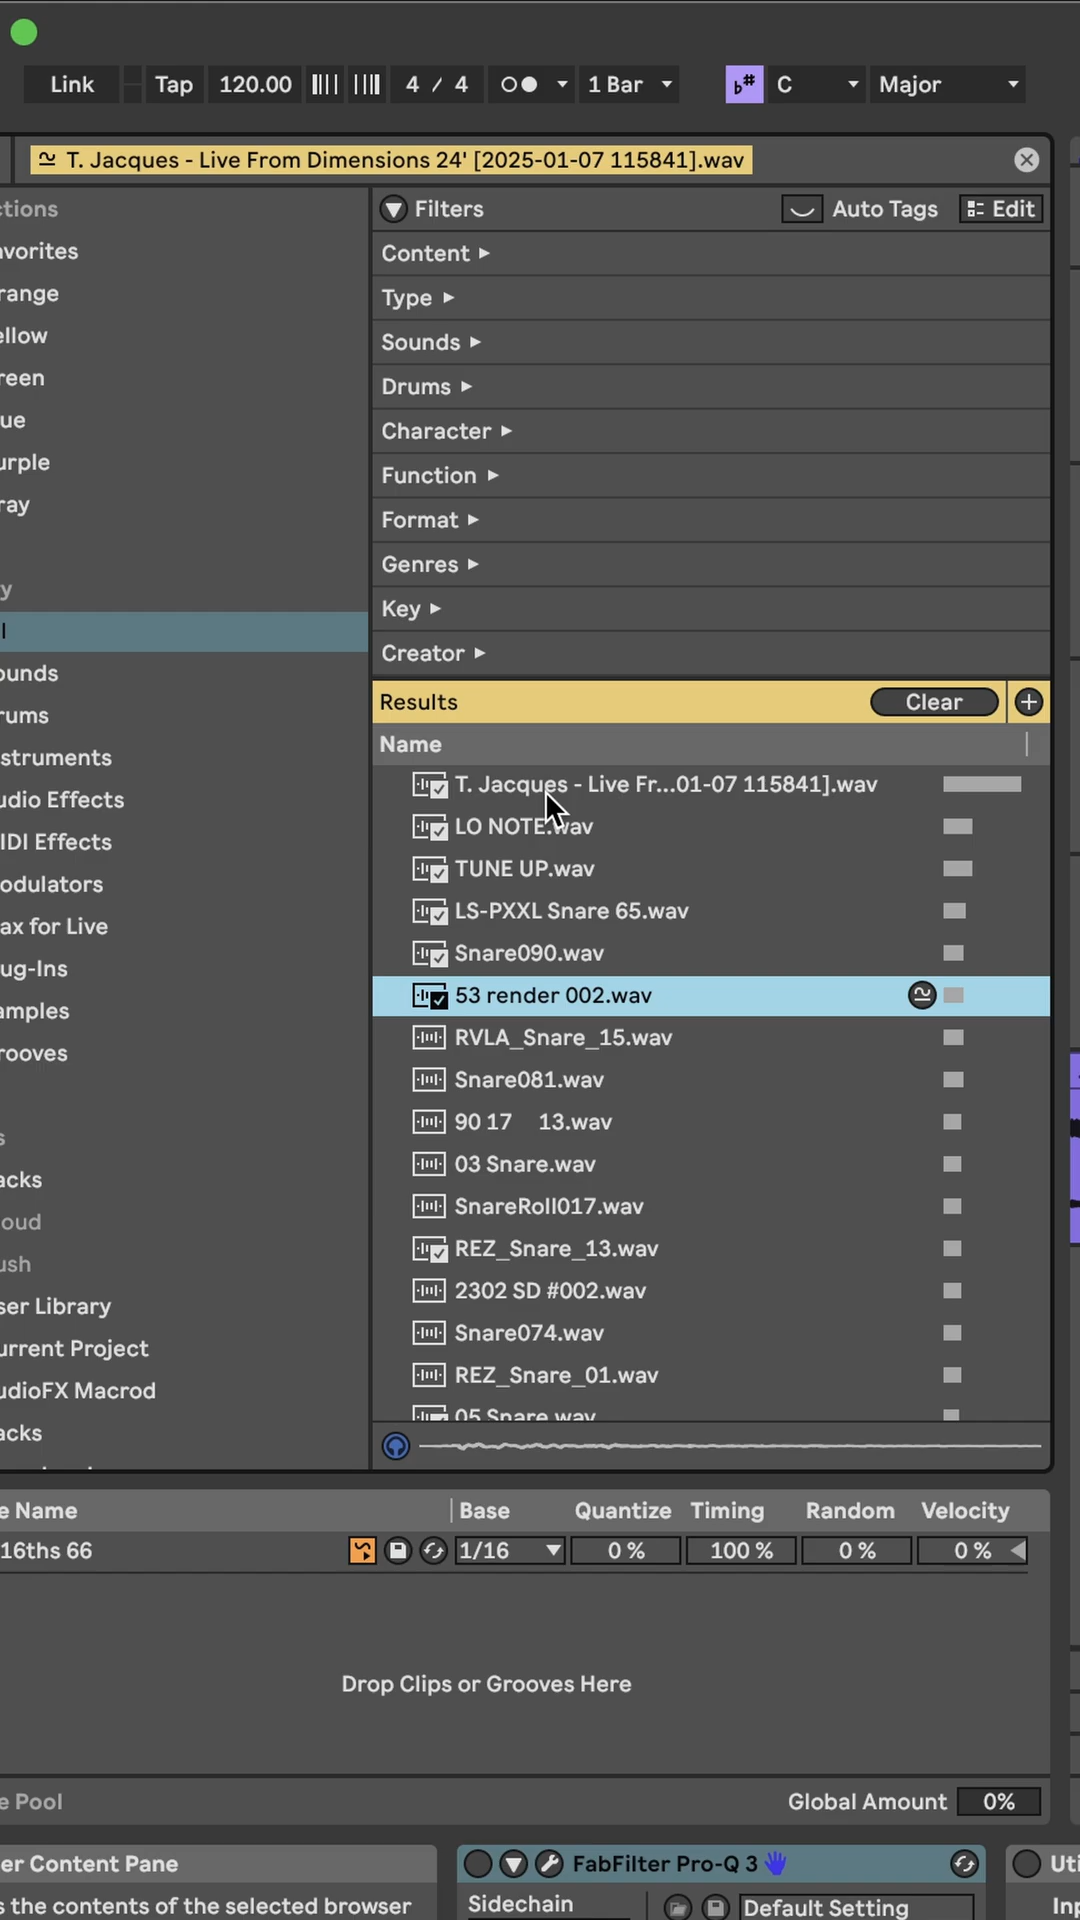 Link Tap 120.00 4 / 4 1 Bar b# C Major
≃ T. Jacques - Live From Dimensions 24' [2025-01-07 115841].wav
ctions
Filters Auto Tags Edit
avorites
Content
range
Type
ellow
Sounds
reen
Drums
ue
Character
urple
Function
ray
Format
Genres
y
Key
l
Creator
ounds
Results Clear
rums
Name
struments
T. Jacques - Live Fr...01-07 115841].wav
udio Effects
LO NOTE.wav
IDI Effects
TUNE UP.wav
odulators
LS-PXXL Snare 65.wav
ax for Live
Snare090.wav
ug-Ins
53 render 002.wav
amples
RVLA_Snare_15.wav
rooves
Snare081.wav
90 17 13.wav
s
03 Snare.wav
acks
SnareRoll017.wav
oud
REZ_Snare_13.wav
ush
2302 SD #002.wav
ser Library
Snare074.wav
urrent Project
REZ_Snare_01.wav
udioFX Macrod
05 Snare.wav
acks
e Name Base Quantize Timing Random Velocity
16ths 66 1/16 0 % 100 % 0 % 0 %
Drop Clips or Grooves Here
e Pool Global Amount 0%
er Content Pane FabFilter Pro-Q 3 Uti
s the contents of the selected browser Sidechain Default Setting Inp